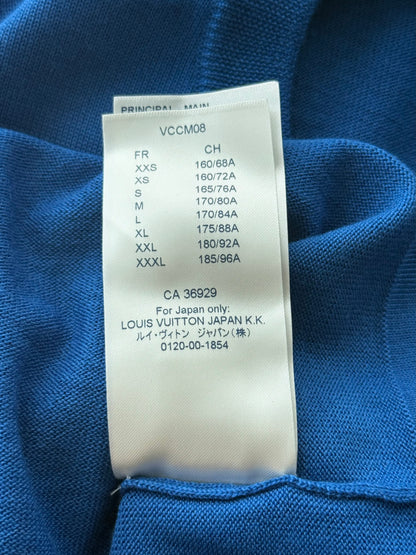 PRINCIPAL MAIN
VCCM08
FR CH
XXS 160/68A
XS 160/72A
S 165/76A
M 170/80A
L 170/84A
XL 175/88A
XXL 180/92A
XXXL 185/96A
CA 36929
For Japan only:
LOUIS VUITTON JAPAN K.K.
ルイ・ヴィトン ジャパン(株)
0120-00-1854